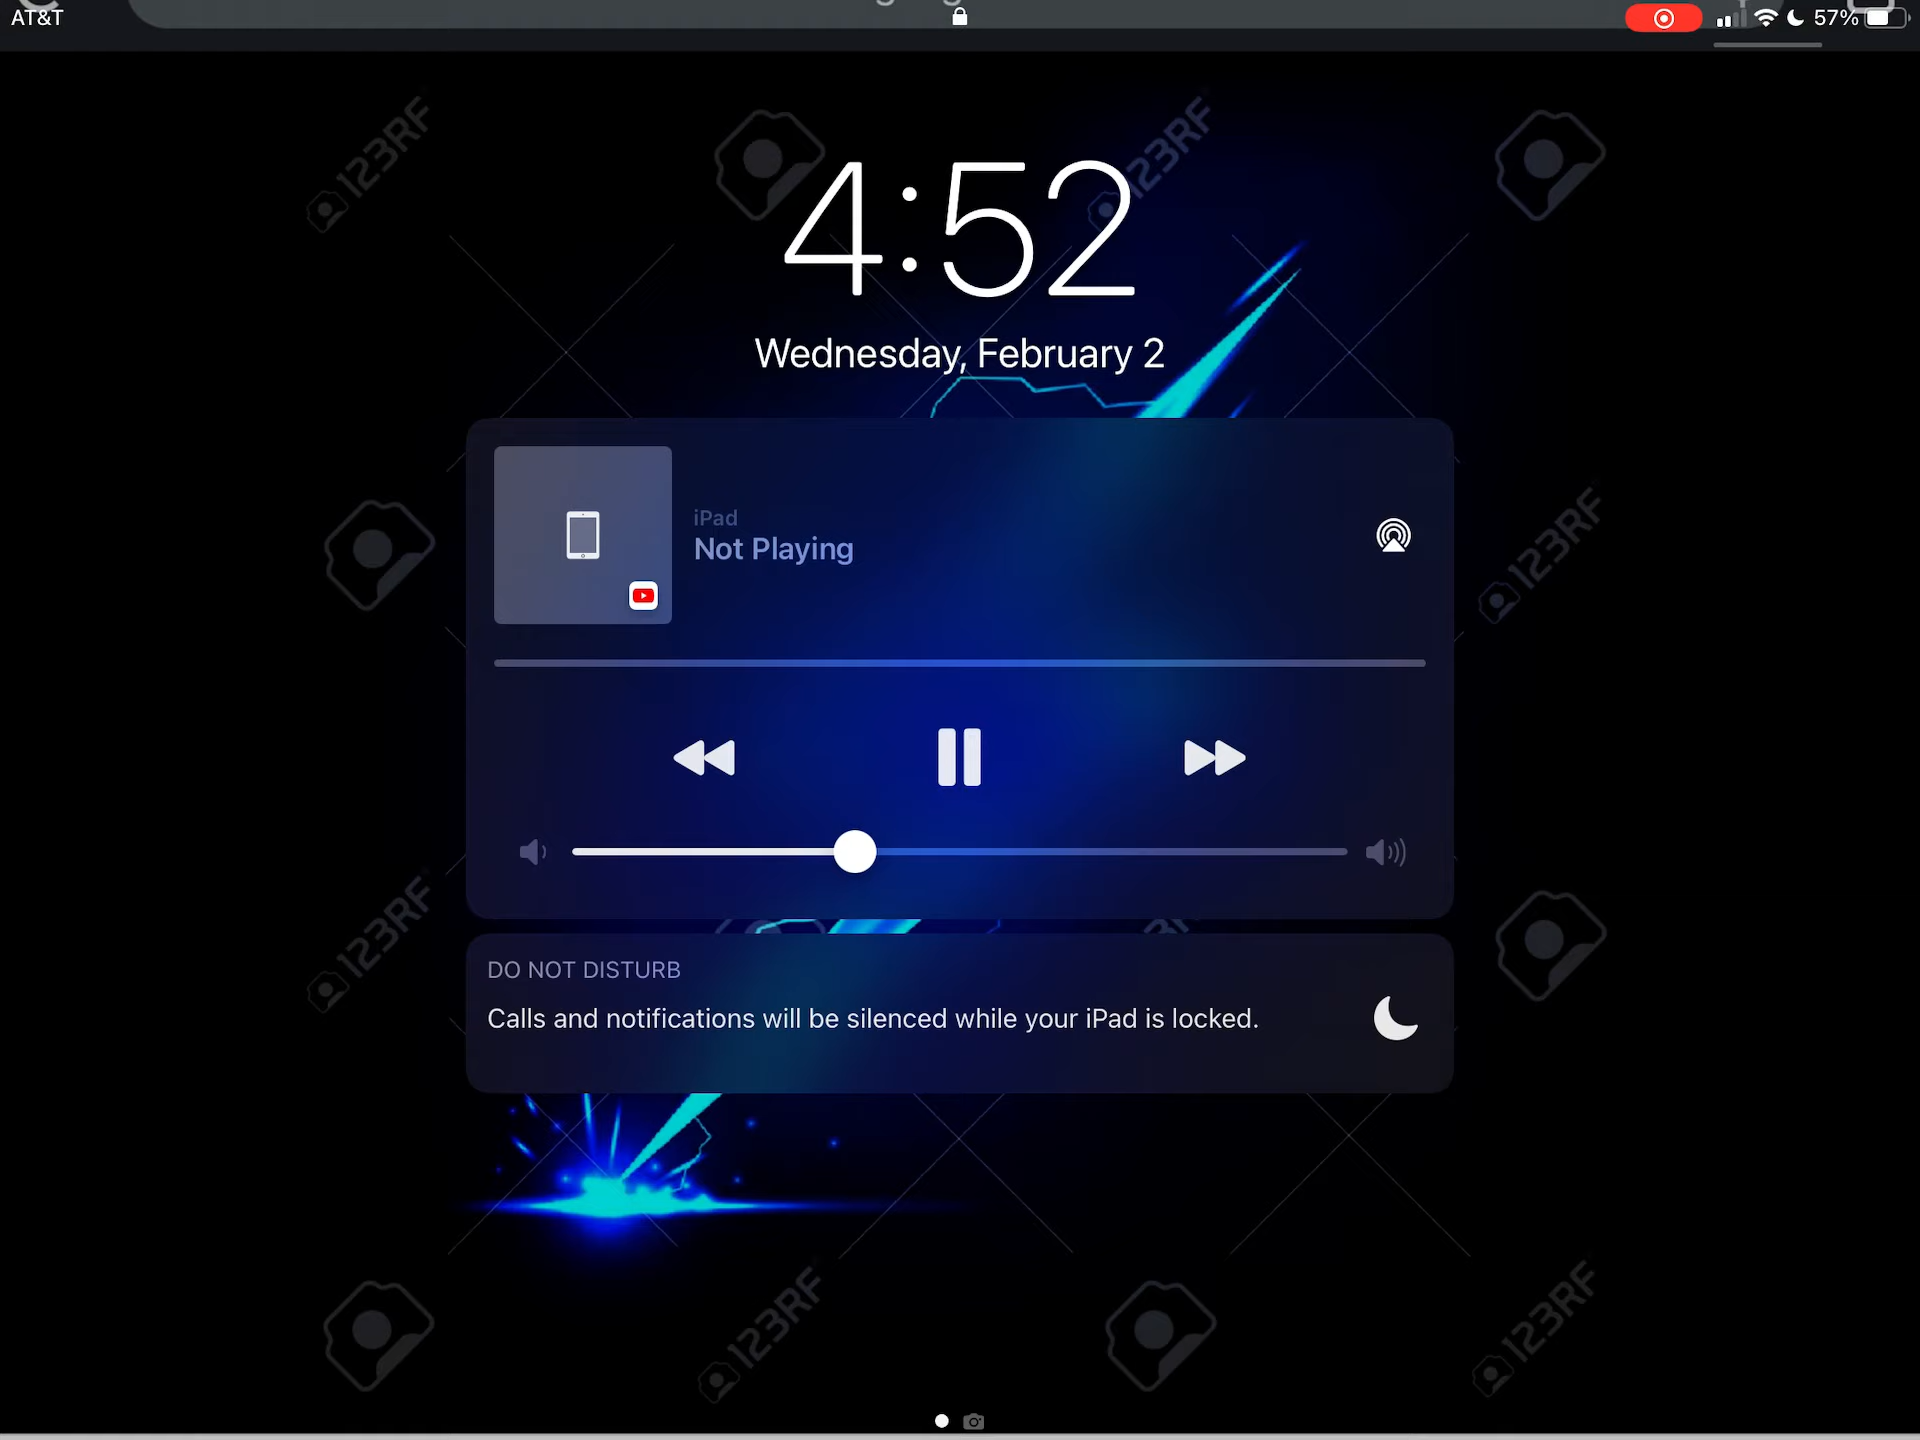 AT&T
57%
123RF
123RF
4:52
Wednesday, February 2
iPad
Not Playing
123RF
123RF
DO NOT DISTURB
Calls and notifications will be silenced while your iPad is locked.
123RF
123RF